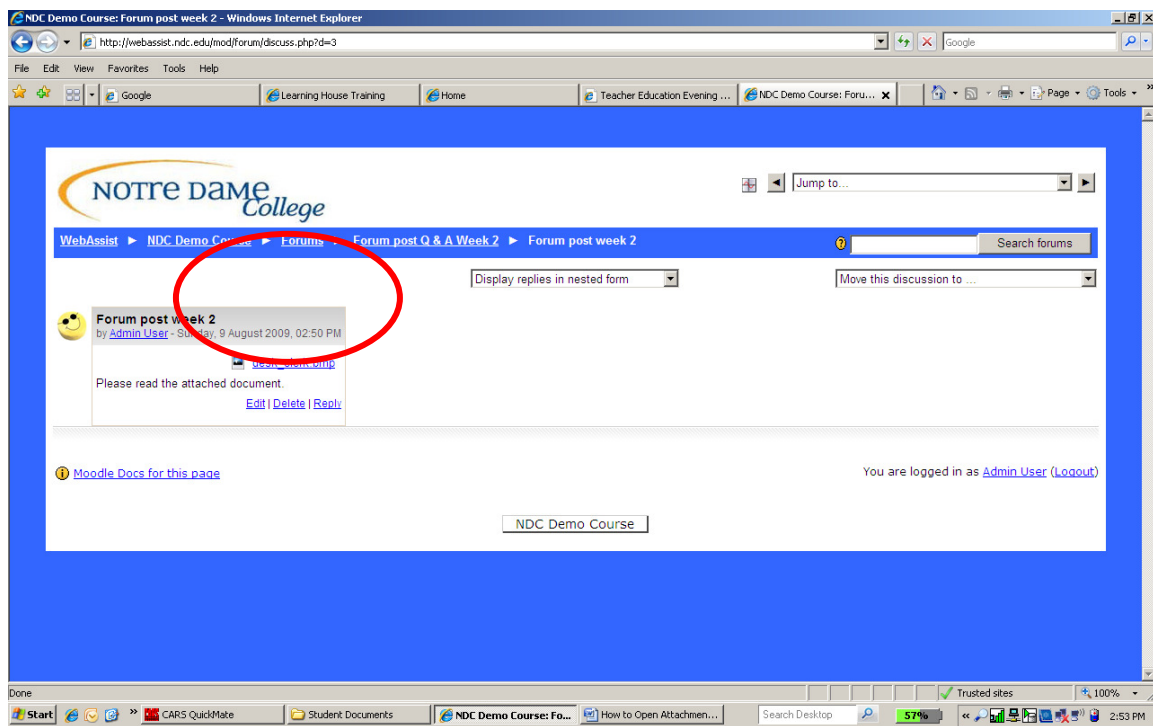 NDC Demo Course: Forum post week 2 - Windows Internet Explorer
http://webassist.ndc.edu/mod/forum/discuss.php?d=3
Google
File Edit View Favorites Tools Help
Google Learning House Training Home Teacher Education Evening ... NDC Demo Course: Foru... Page Tools
NOTRE DAME College
Jump to...
WebAssist ► NDC Demo Course ► Forums ► Forum post Q & A Week 2 ► Forum post week 2
Search forums
Display replies in nested form
Move this discussion to ...
Forum post week 2
by Admin User - Sunday, 9 August 2009, 02:50 PM
desk_clerk.bmp
Please read the attached document.
Edit | Delete | Reply
Moodle Docs for this page
You are logged in as Admin User (Logout)
NDC Demo Course
Done
Trusted sites
100%
Start
CARS QuickMate
Student Documents
NDC Demo Course: Fo...
How to Open Attachmen...
Search Desktop
57%
2:53 PM